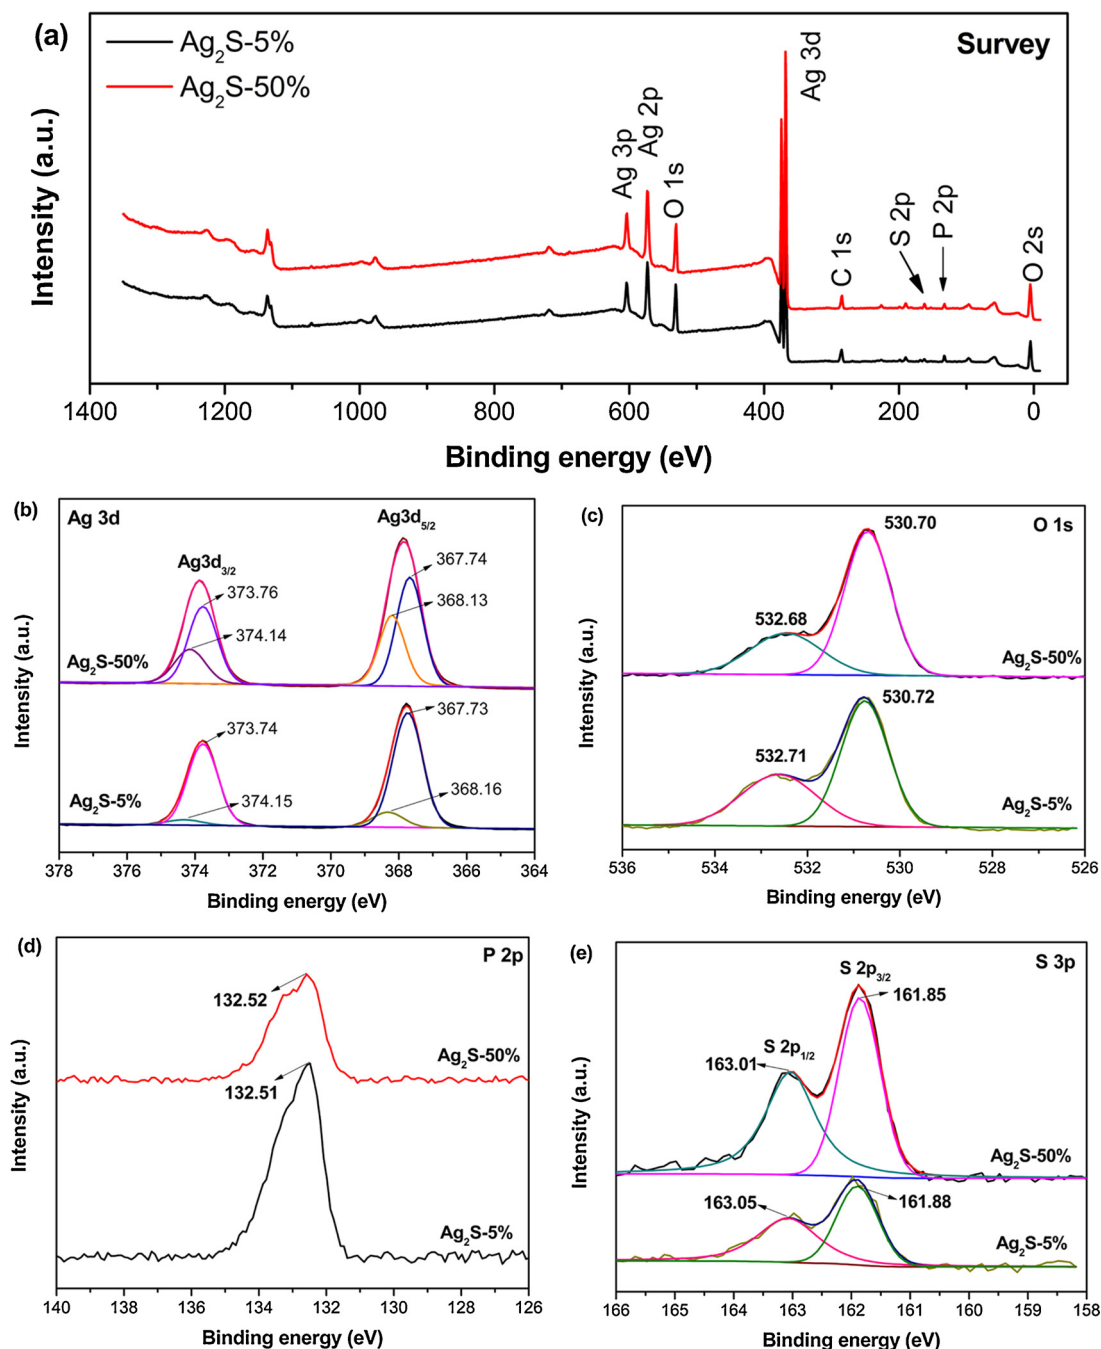 (a)
Ag₂S-5%
Ag₂S-50%
Survey
Ag 3p
Ag 2p
O 1s
Ag 3d
C 1s
S 2p
P 2p
O 2s
Intensity (a.u.)
1400 1200 1000 800 600 400 200 0
Binding energy (eV)
(b)
Ag 3d
Ag3d5/2
Ag3d3/2
367.74
373.76
368.13
374.14
Ag₂S-50%
367.73
373.74
368.16
374.15
Ag₂S-5%
Intensity (a.u.)
378 376 374 372 370 368 366 364
Binding energy (eV)
(c)
O 1s
530.70
532.68
Ag₂S-50%
530.72
532.71
Ag₂S-5%
Intensity (a.u.)
536 534 532 530 528 526
Binding energy (eV)
(d)
P 2p
132.52
Ag₂S-50%
132.51
Ag₂S-5%
Intensity (a.u.)
140 138 136 134 132 130 128 126
Binding energy (eV)
(e)
S 3p
S 2p3/2
161.85
S 2p1/2
163.01
Ag₂S-50%
163.05
161.88
Ag₂S-5%
Intensity (a.u.)
166 165 164 163 162 161 160 159 158
Binding energy (eV)